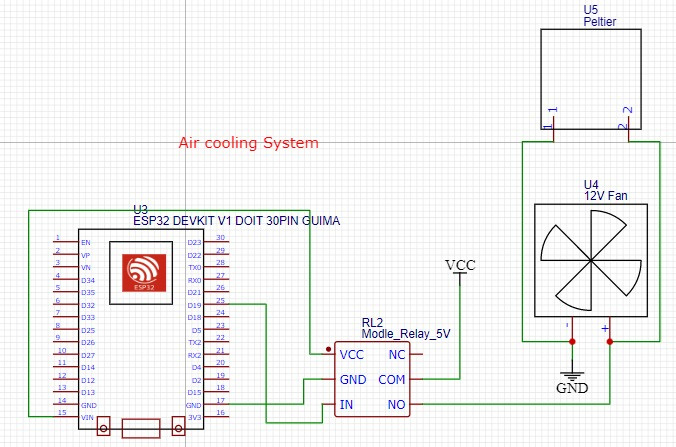 U5
Peltier
1
2
1
2
Air cooling System
U4
12V Fan
U3
ESP32 DEVKIT V1 DOIT 30PIN GUIMA
1 EN D23 30
2 VP D22 29
3 VN TX0 28
4 D34 RX0 27
5 D35 D21 26
6 D32 D19 25
7 D33 D18 24
8 D25 D5 23
9 D26 TX2 22
10 D27 RX2 21
11 D14 D4 20
12 D12 D2 19
13 D13 D15 18
14 GND GND 17
15 VIN 3V3 16
ESP32
VCC
RL2
Modle_Relay_5V
VCC NC
GND COM
IN NO
- +
GND